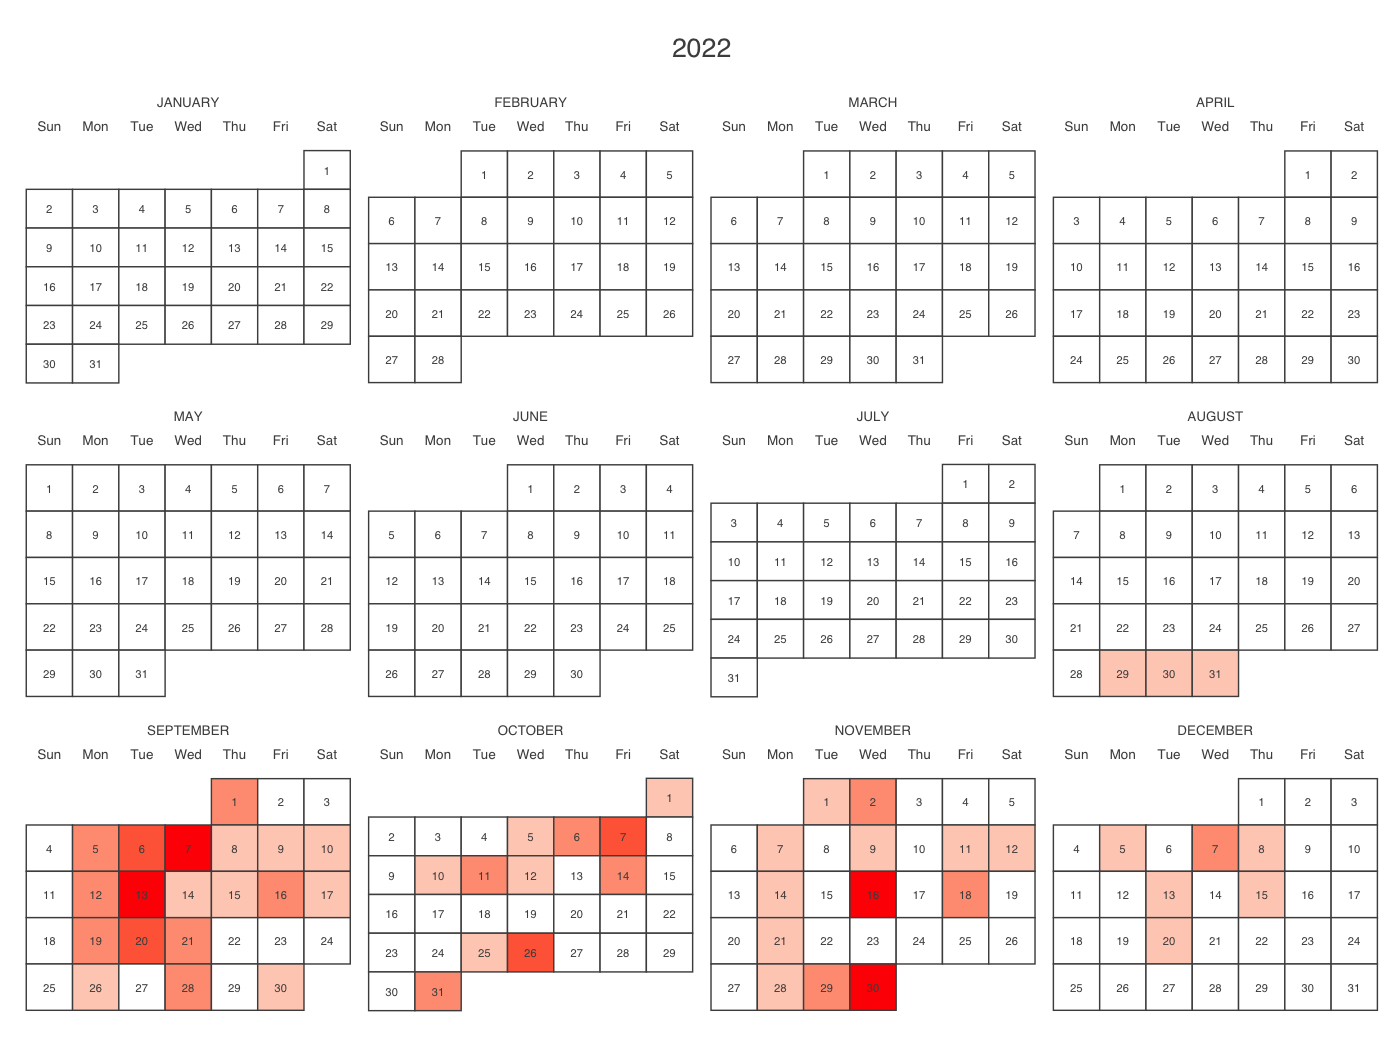 2022
JANUARY FEBRUARY MARCH APRIL
Sun Mon Tue Wed Thu Fri Sat Sun Mon Tue Wed Thu Fri Sat Sun Mon Tue Wed Thu Fri Sat Sun Mon Tue Wed Thu Fri Sat
1 1 2 3 4 5 1 2 3 4 5 1 2
2 3 4 5 6 7 8 6 7 8 9 10 11 12 6 7 8 9 10 11 12 3 4 5 6 7 8 9
9 10 11 12 13 14 15 13 14 15 16 17 18 19 13 14 15 16 17 18 19 10 11 12 13 14 15 16
16 17 18 19 20 21 22 20 21 22 23 24 25 26 20 21 22 23 24 25 26 17 18 19 20 21 22 23
23 24 25 26 27 28 29 27 28 27 28 29 30 31 24 25 26 27 28 29 30
30 31
MAY JUNE JULY AUGUST
Sun Mon Tue Wed Thu Fri Sat Sun Mon Tue Wed Thu Fri Sat Sun Mon Tue Wed Thu Fri Sat Sun Mon Tue Wed Thu Fri Sat
1 2 3 4 5 6 7 1 2 3 4 1 2 1 2 3 4 5 6
8 9 10 11 12 13 14 5 6 7 8 9 10 11 3 4 5 6 7 8 9 7 8 9 10 11 12 13
15 16 17 18 19 20 21 12 13 14 15 16 17 18 10 11 12 13 14 15 16 14 15 16 17 18 19 20
22 23 24 25 26 27 28 19 20 21 22 23 24 25 17 18 19 20 21 22 23 21 22 23 24 25 26 27
29 30 31 26 27 28 29 30 24 25 26 27 28 29 30 28 29 30 31
31
SEPTEMBER OCTOBER NOVEMBER DECEMBER
Sun Mon Tue Wed Thu Fri Sat Sun Mon Tue Wed Thu Fri Sat Sun Mon Tue Wed Thu Fri Sat Sun Mon Tue Wed Thu Fri Sat
1 2 3 1 1 2 3 4 5 1 2 3
4 5 6 7 8 9 10 2 3 4 5 6 7 8 6 7 8 9 10 11 12 4 5 6 7 8 9 10
11 12 13 14 15 16 17 9 10 11 12 13 14 15 13 14 15 16 17 18 19 11 12 13 14 15 16 17
18 19 20 21 22 23 24 16 17 18 19 20 21 22 20 21 22 23 24 25 26 18 19 20 21 22 23 24
25 26 27 28 29 30 23 24 25 26 27 28 29 27 28 29 30 25 26 27 28 29 30 31
30 31